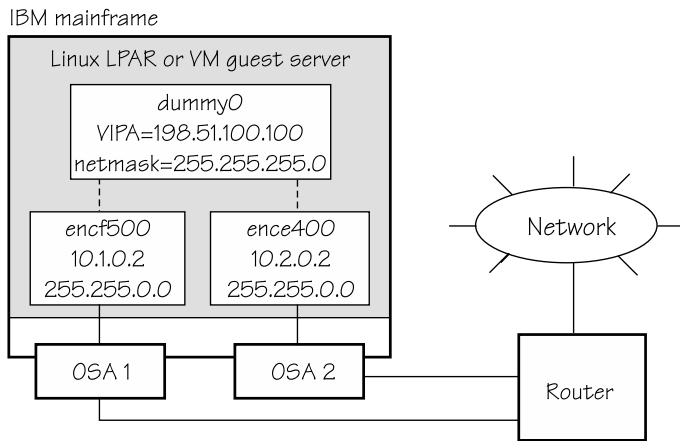 IBM mainframe
Linux LPAR or VM guest server
dummy0
VIPA=198.51.100.100
netmask=255.255.255.0
encf500
10.1.0.2
255.255.0.0
ence400
10.2.0.2
255.255.0.0
Network
OSA 1
OSA 2
Router